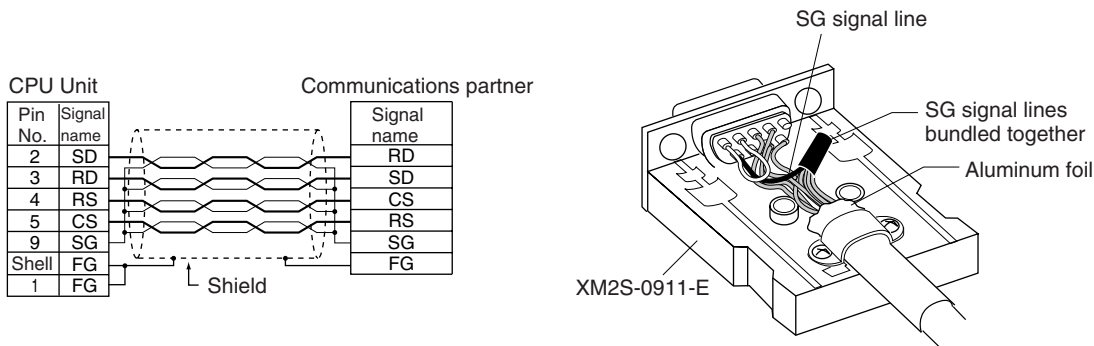 SG signal line
CPU Unit
Communications partner
Pin No. Signal name
2 SD
3 RD
4 RS
5 CS
9 SG
Shell FG
1 FG
Signal name
RD
SD
CS
RS
SG
FG
Shield
SG signal lines
bundled together
Aluminum foil
XM2S-0911-E